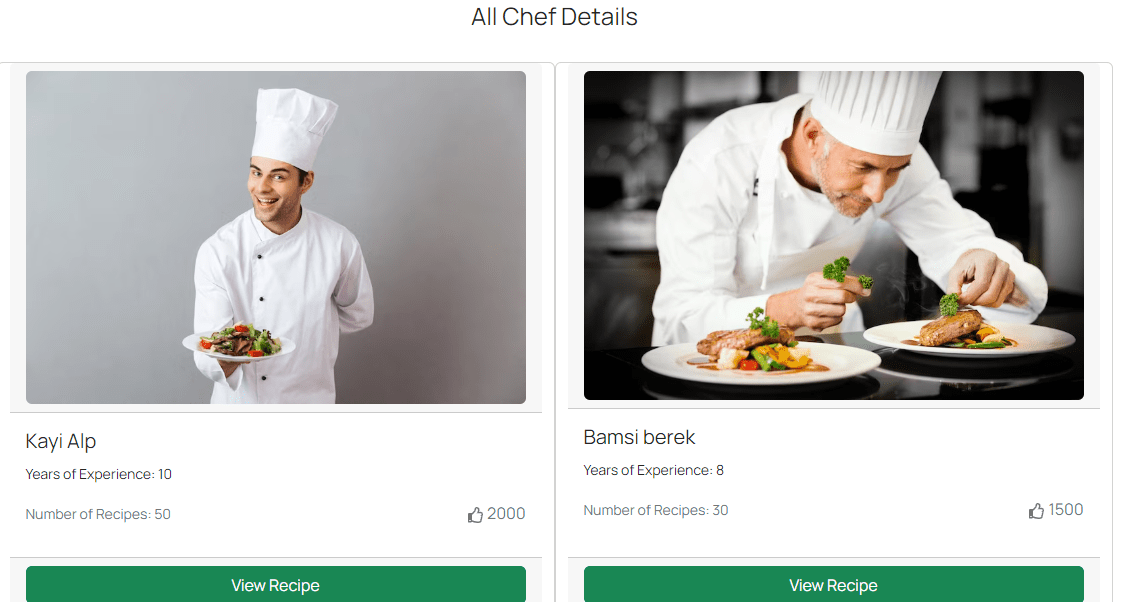 All Chef Details
Kayi Alp
Years of Experience: 10
Number of Recipes: 50
2000
View Recipe
Bamsi berek
Years of Experience: 8
Number of Recipes: 30
1500
View Recipe